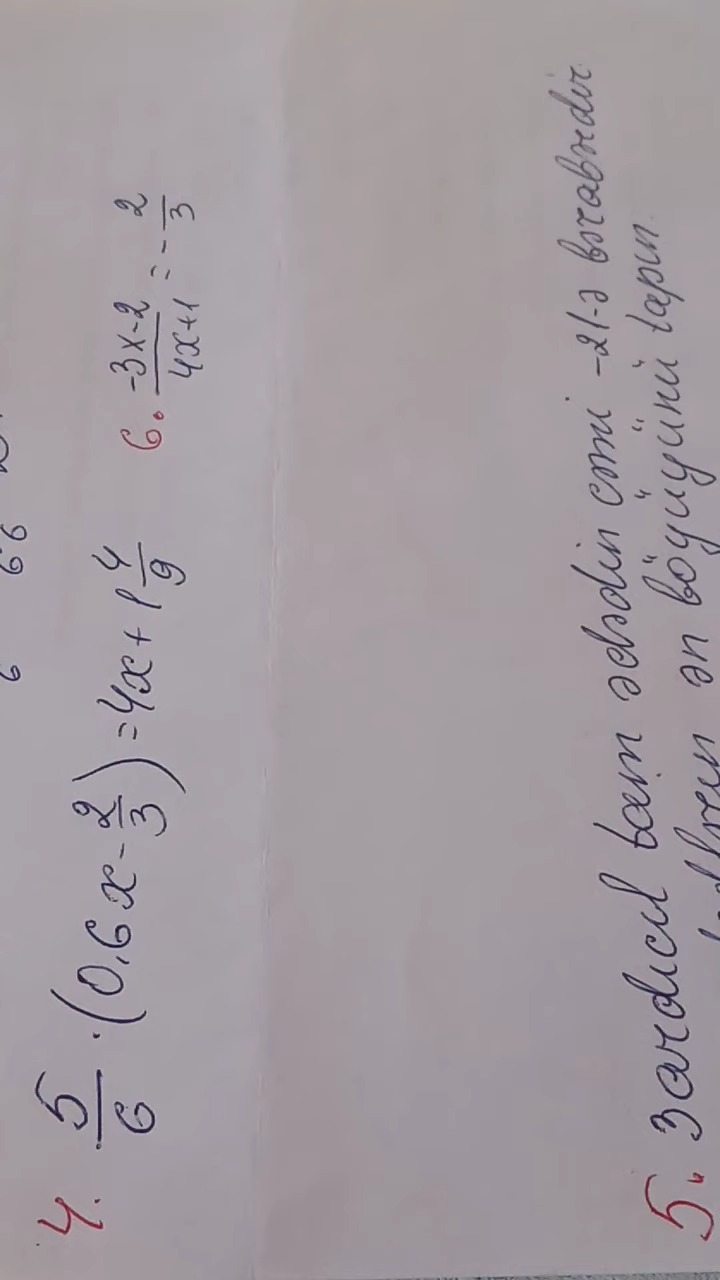 4. 5/6 · (0,6x - 2/3) = 4x + 1 4/9
6. (-3x-2)/(4x+1) = - 2/3
5. 3 ardıcıl tam ədədin cəmi -21-ə bərabərdir.
ən böyüyünü tapın.